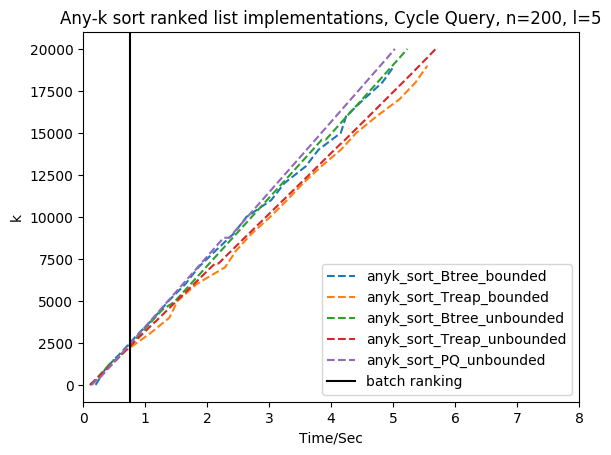 Any-k sort ranked list implementations, Cycle Query, n=200, l=5
20000
17500
15000
12500
10000
7500
5000
2500
0
k
anyk_sort_Btree_bounded
anyk_sort_Treap_bounded
anyk_sort_Btree_unbounded
anyk_sort_Treap_unbounded
anyk_sort_PQ_unbounded
batch ranking
0 1 2 3 4 5 6 7 8
Time/Sec